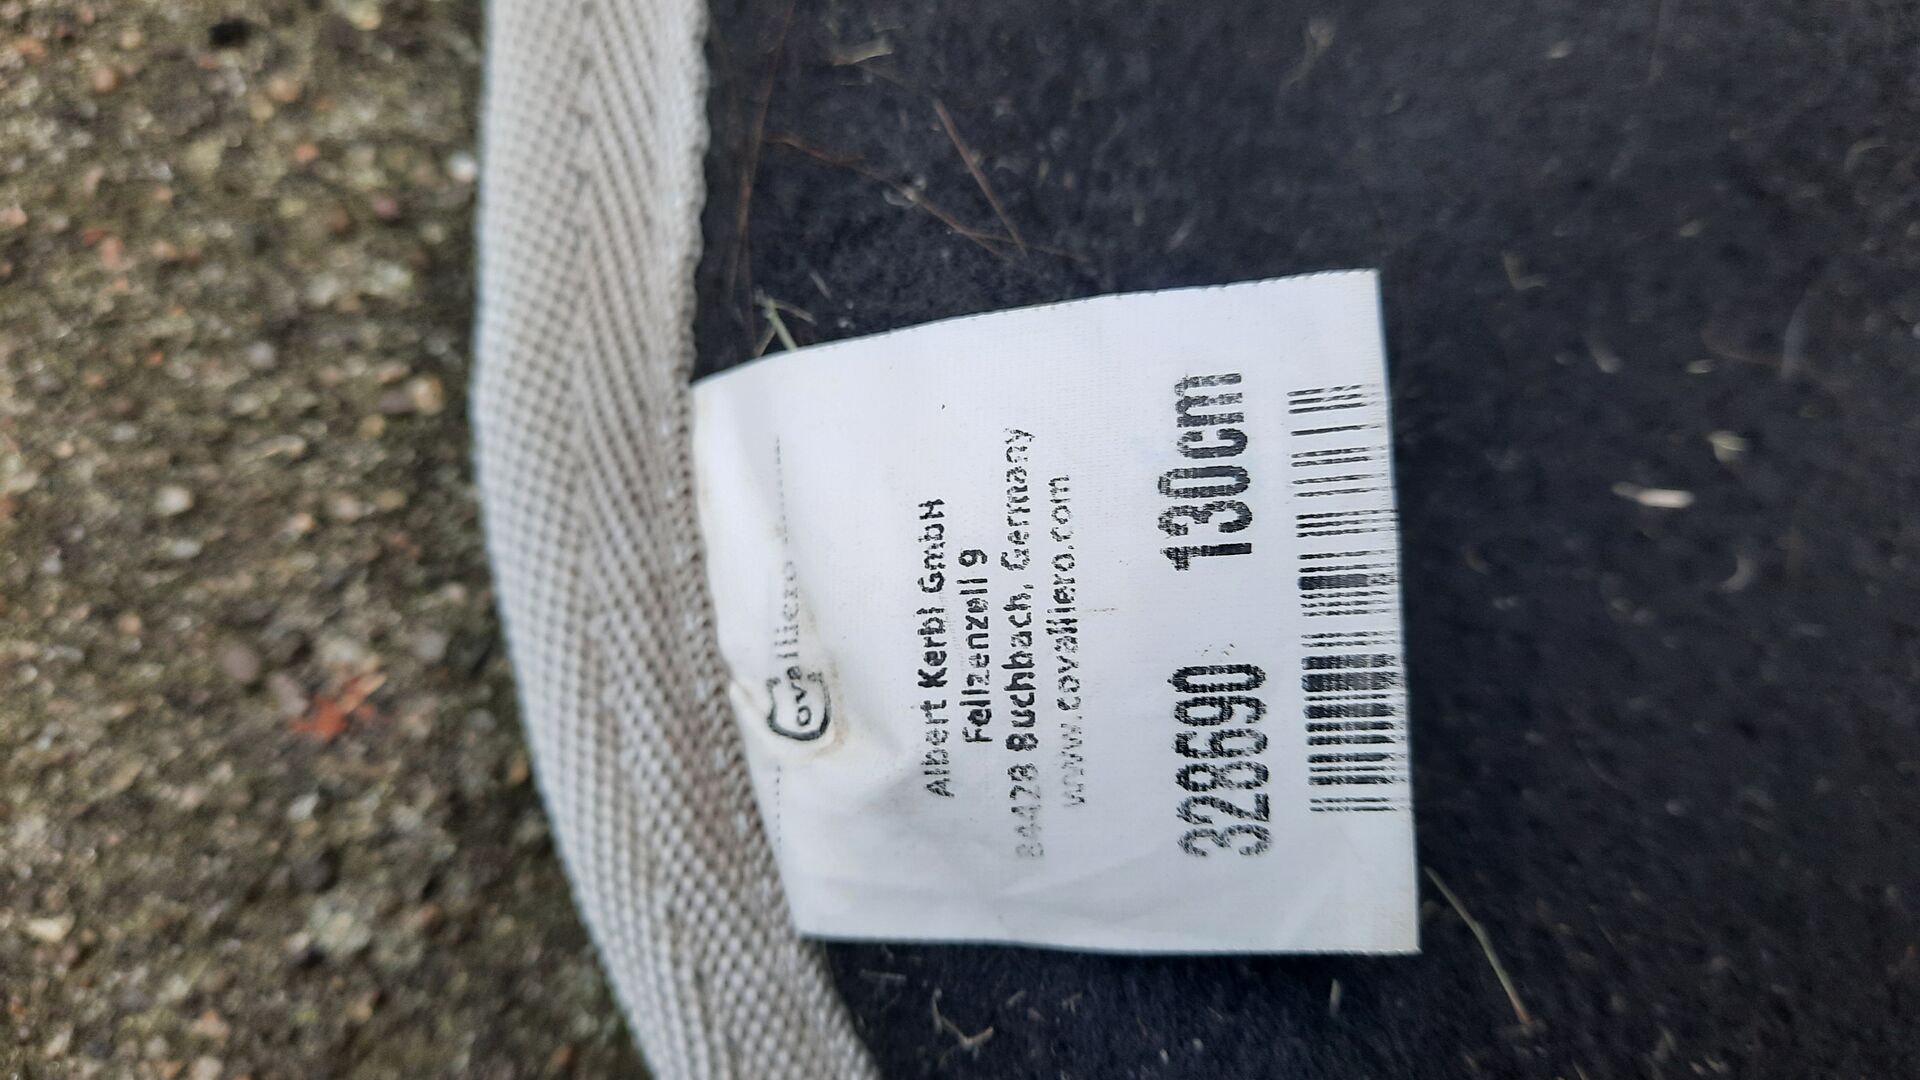 Covalliero
Albert Kerbl GmbH
Felizenzell 9
84428 Buchbach, Germany
www.covalliero.com
328690 130cm